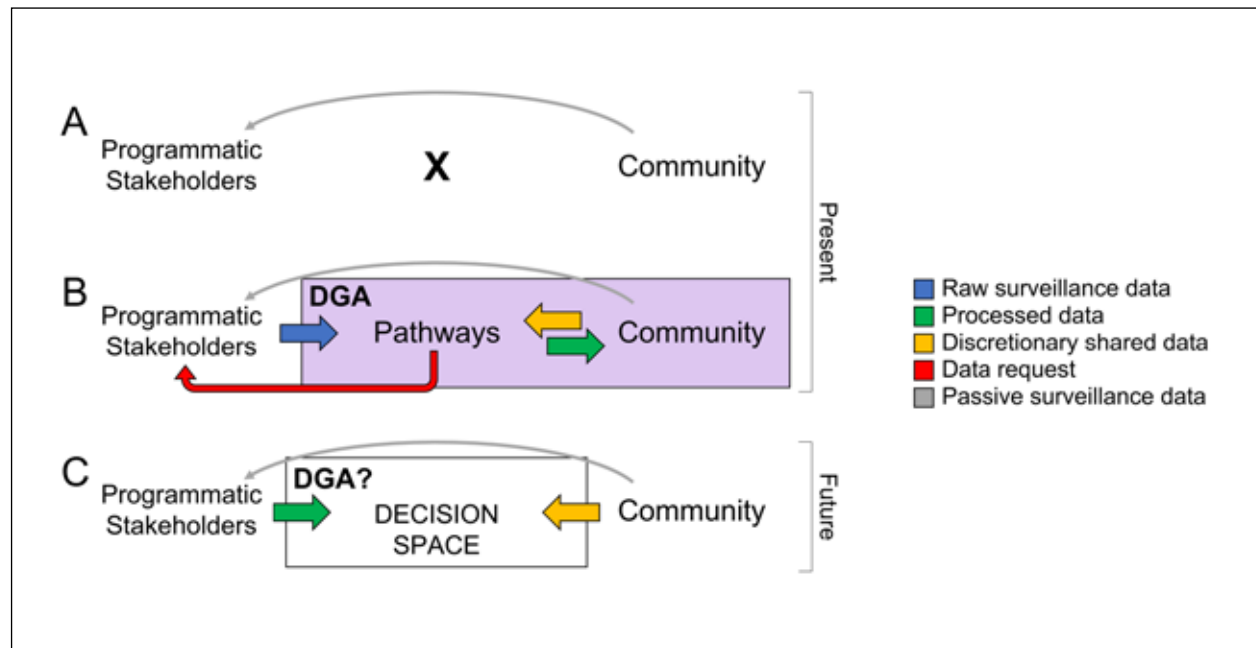 A
Programmatic
Stakeholders
X
Community
Present
B
Programmatic
Stakeholders
DGA
Pathways
Community
Raw surveillance data
Processed data
Discretionary shared data
Data request
Passive surveillance data
C
Programmatic
Stakeholders
DGA?
DECISION
SPACE
Community
Future